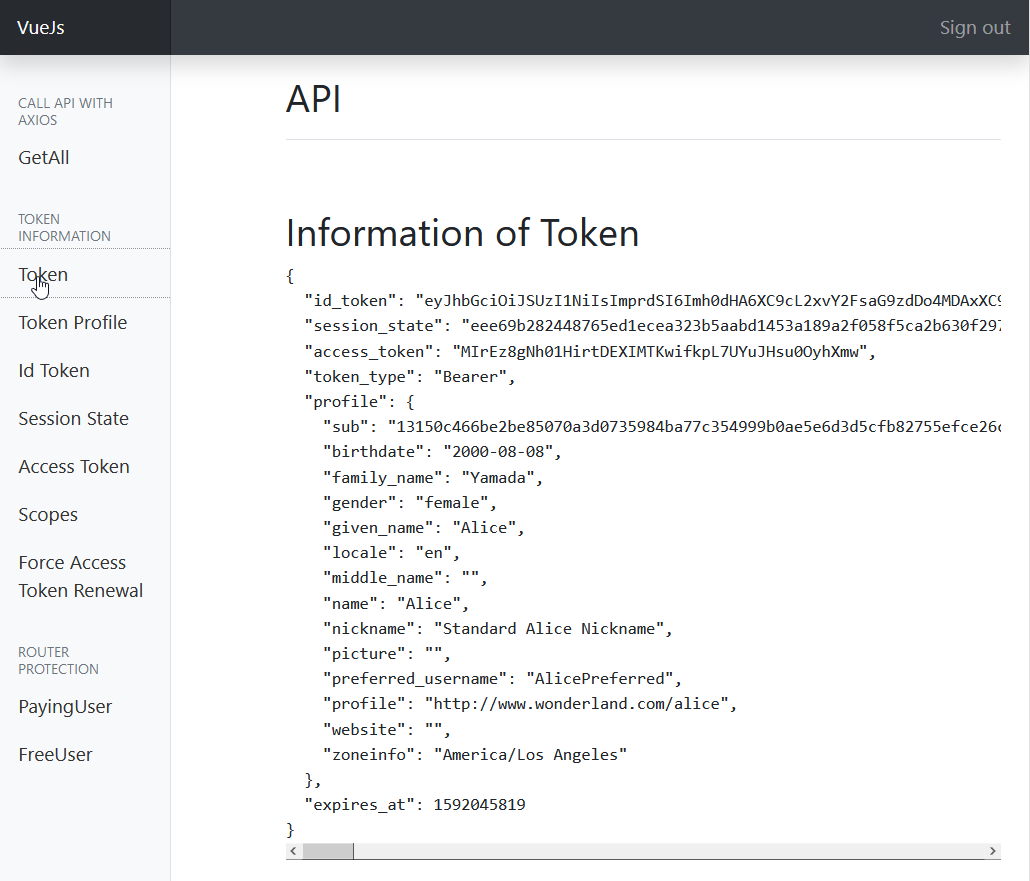 VueJs
Sign out
CALL API WITH
AXIOS
GetAll
TOKEN
INFORMATION
Token
Token Profile
Id Token
Session State
Access Token
Scopes
Force Access
Token Renewal
ROUTER
PROTECTION
PayingUser
FreeUser
API
Information of Token
{
"id_token": "eyJhbGciOiJSUzI1NiIsImprdSI6Imh0dHA6XC9cL2xvY2FsaG9zdDo4MDAxXC9
"session_state": "eee69b282448765ed1ecea323b5aabd1453a189a2f058f5ca2b630f297
"access_token": "MIrEz8gNh01HirtDEXIMTKwifkpL7UYuJHsu0OyhXmw",
"token_type": "Bearer",
"profile": {
"sub": "13150c466be2be85070a3d0735984ba77c354999b0ae5e6d3d5cfb82755efce26c
"birthdate": "2000-08-08",
"family_name": "Yamada",
"gender": "female",
"given_name": "Alice",
"locale": "en",
"middle_name": "",
"name": "Alice",
"nickname": "Standard Alice Nickname",
"picture": "",
"preferred_username": "AlicePreferred",
"profile": "http://www.wonderland.com/alice",
"website": "",
"zoneinfo": "America/Los Angeles"
},
"expires_at": 1592045819
}